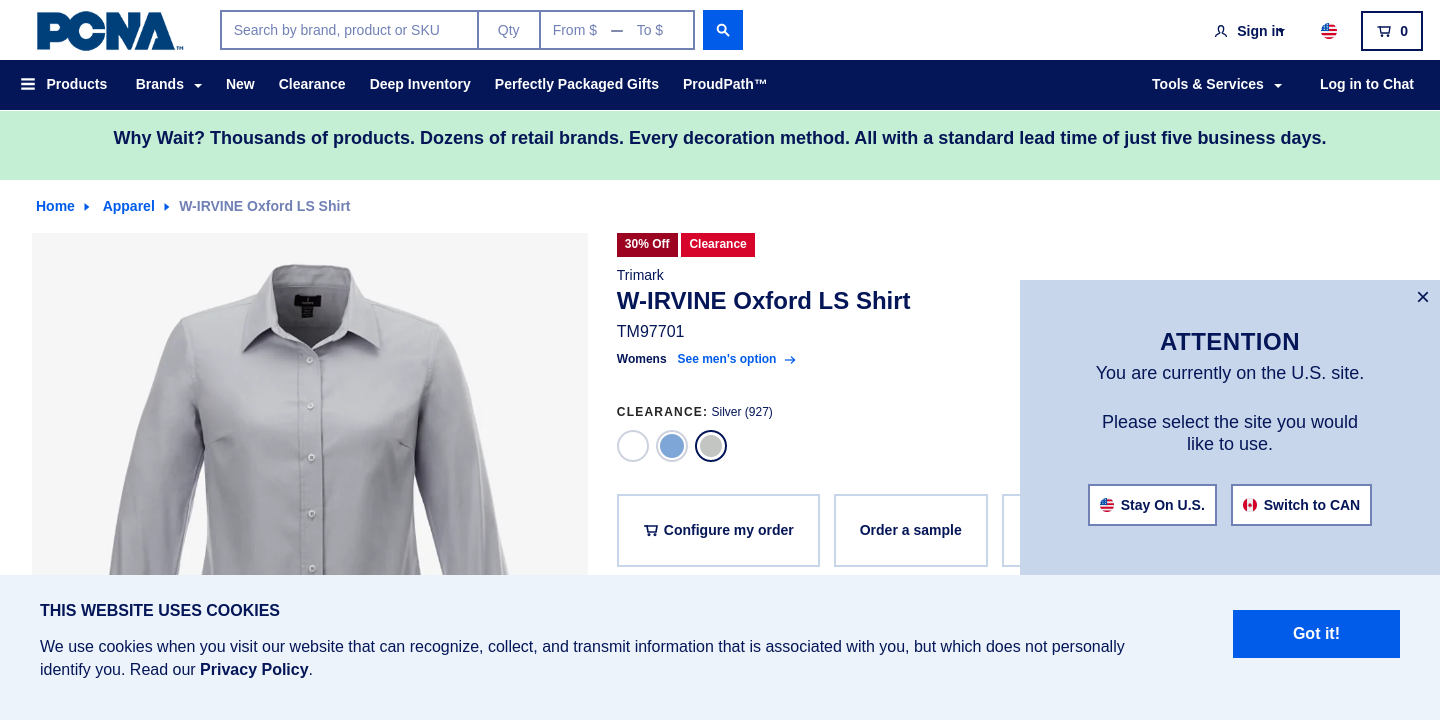 PCNA™
Search by brand, product or SKU
Qty
From $ — To $
Sign in
0
Products
Brands
New
Clearance
Deep Inventory
Perfectly Packaged Gifts
ProudPath™
Tools & Services
Log in to Chat
Why Wait? Thousands of products. Dozens of retail brands. Every decoration method. All with a standard lead time of just five business days.
Home
Apparel
W-IRVINE Oxford LS Shirt
30% Off
Clearance
Trimark
W-IRVINE Oxford LS Shirt
TM97701
Womens
See men's option
CLEARANCE: Silver (927)
Configure my order
Order a sample
ATTENTION
You are currently on the U.S. site.
Please select the site you would
like to use.
Stay On U.S.
Switch to CAN
THIS WEBSITE USES COOKIES
We use cookies when you visit our website that can recognize, collect, and transmit information that is associated with you, but which does not personally
identify you. Read our Privacy Policy.
Got it!